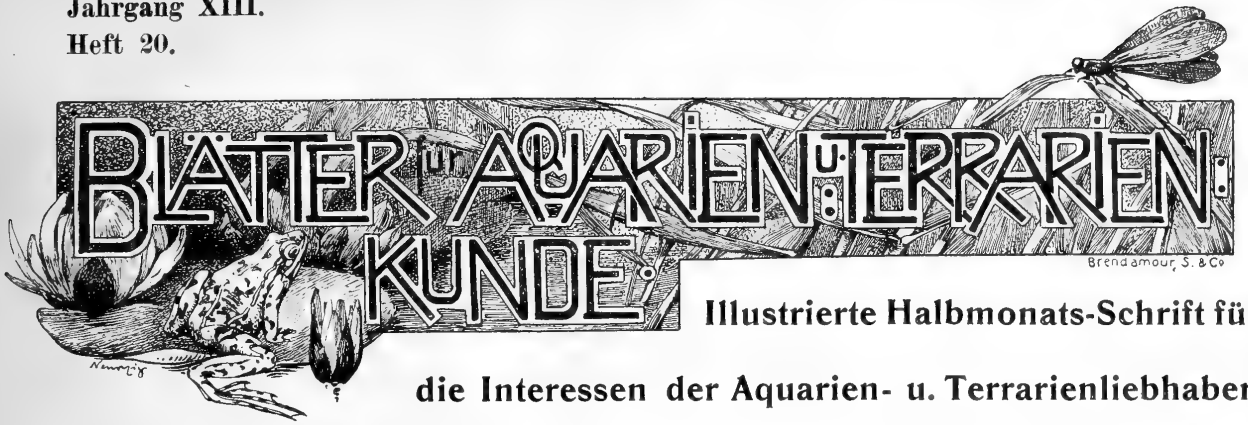 Jahrgang XIII.
Heft 20.
BLÄTTER für AQUARIEN u. TERRARIEN
KUNDE.
Brendamour, S. & Co
Illustrierte Halbmonats-Schrift fü
die Interessen der Aquarien- u. Terrarienliebhaber